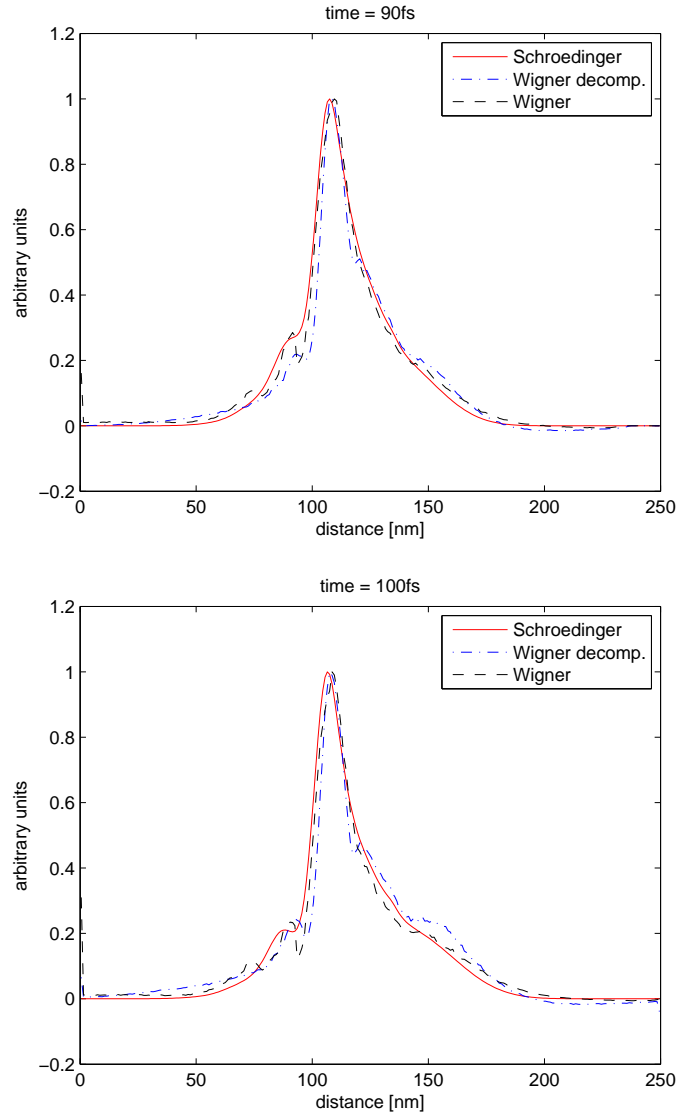 time = 90fs
1.2
1
0.8
0.6
0.4
0.2
0
−0.2
arbitrary units
Schroedinger
Wigner decomp.
Wigner
0 50 100 150 200 250
distance [nm]
time = 100fs
1.2
1
0.8
0.6
0.4
0.2
0
−0.2
arbitrary units
Schroedinger
Wigner decomp.
Wigner
0 50 100 150 200 250
distance [nm]